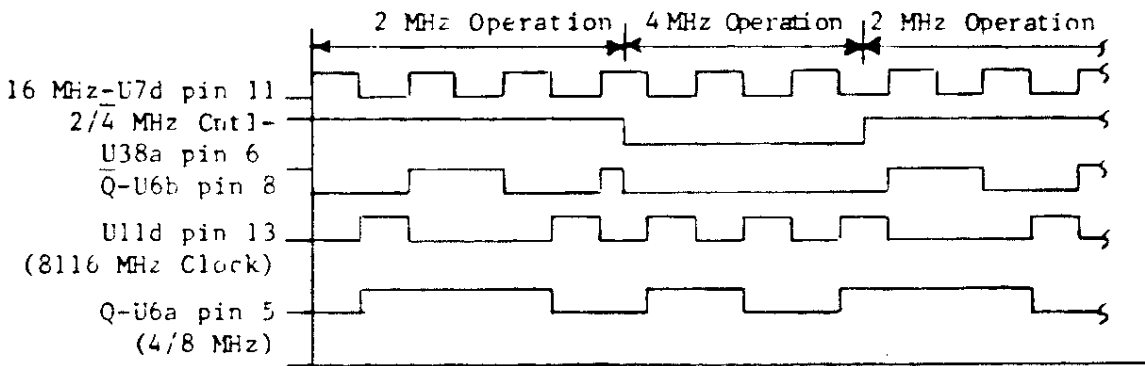 2 MHz Operation 4 MHz Operation 2 MHz Operation
16 MHz-U7d pin 11
2/4̅ MHz Cntl-
U38a pin 6
Q̅-U6b pin 8
U11d pin 13
(8116 MHz Clock)
Q-U6a pin 5
(4/8 MHz)